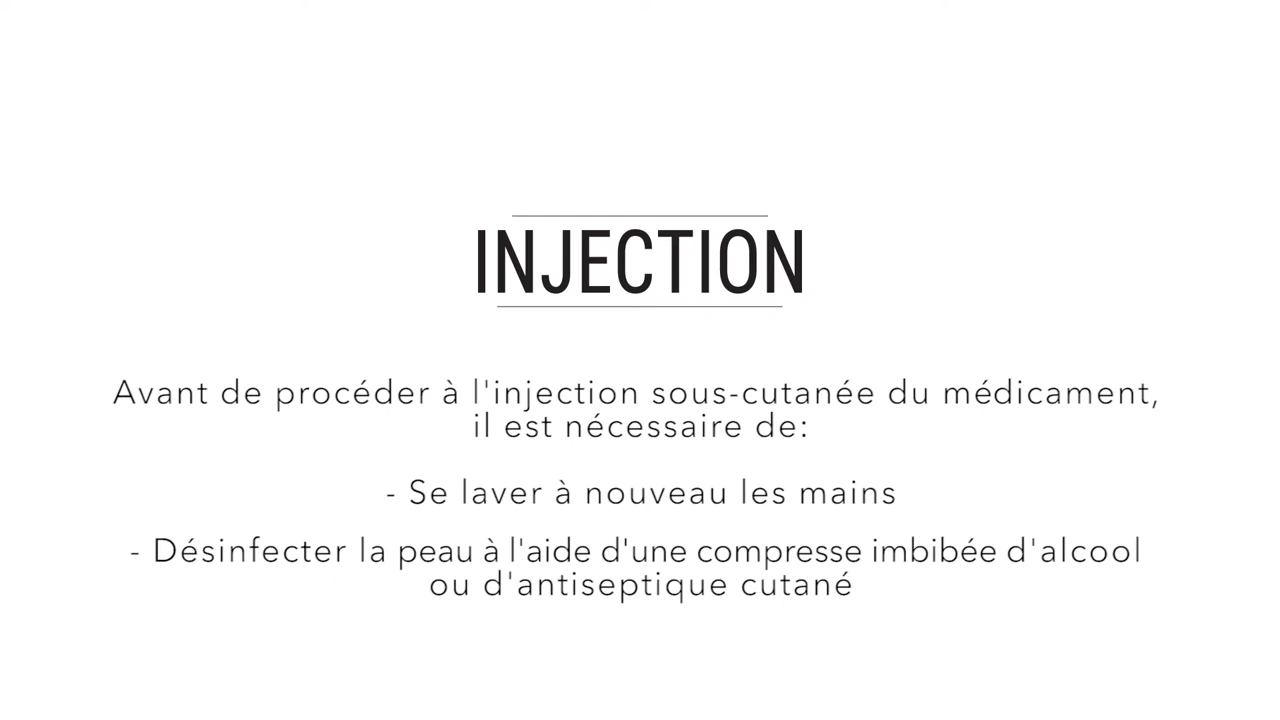 INJECTION
Avant de procéder à l'injection sous-cutanée du médicament,
il est nécessaire de:
- Se laver à nouveau les mains
- Désinfecter la peau à l'aide d'une compresse imbibée d'alcool
ou d'antiseptique cutané